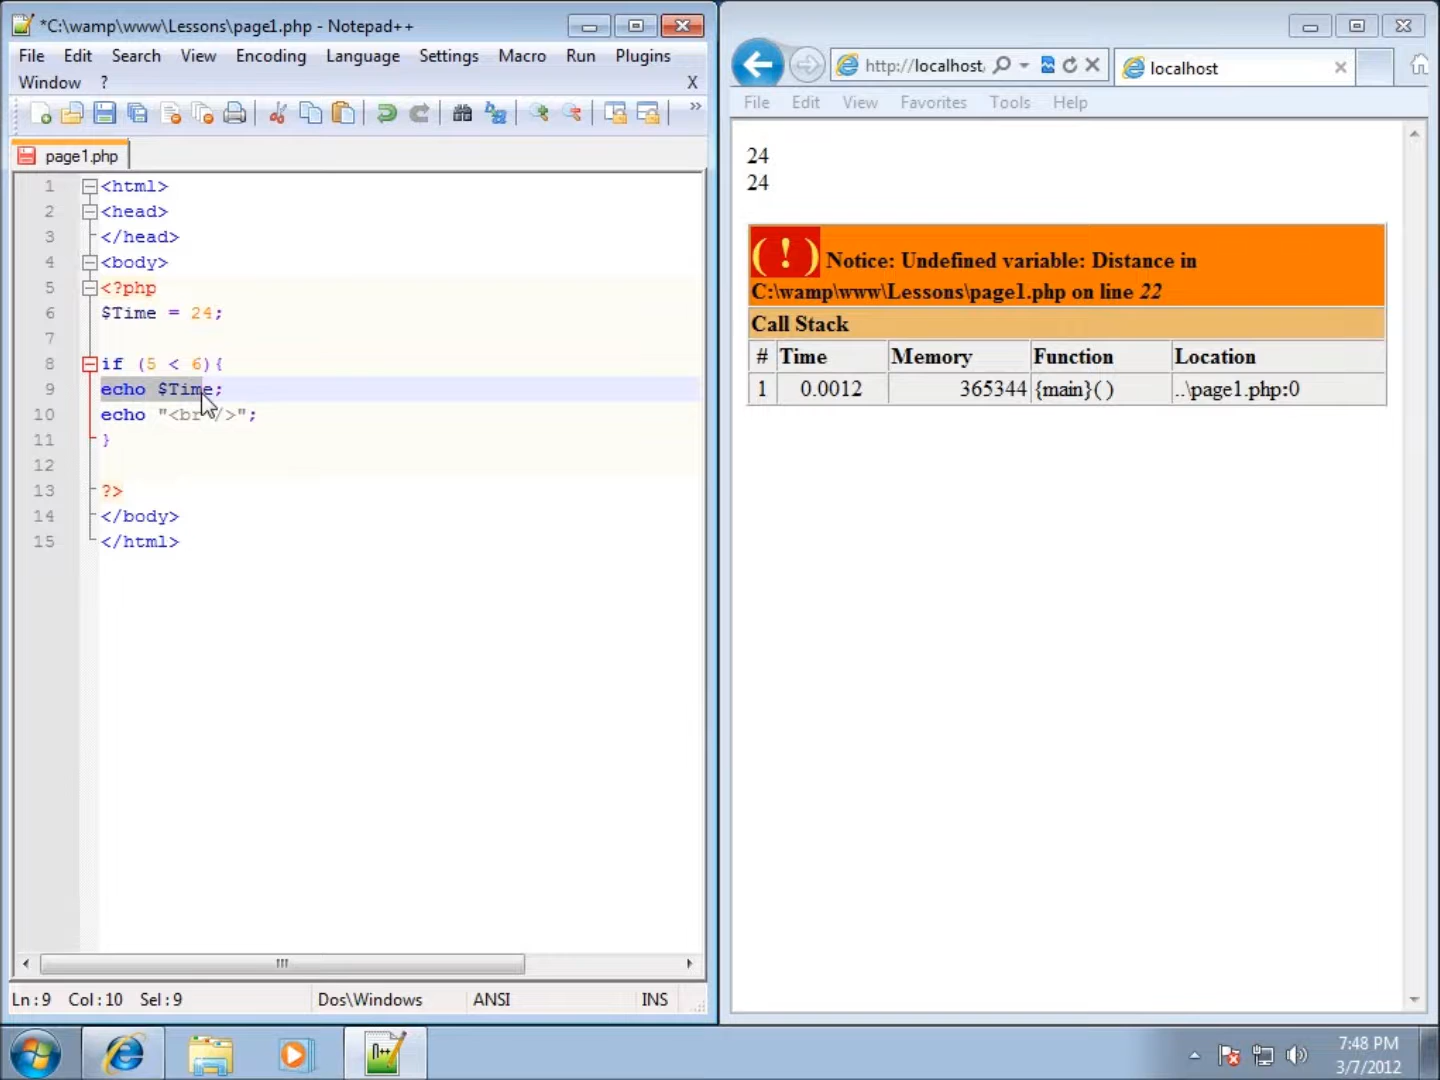 *C:\wamp\www\Lessons\page1.php - Notepad++
File Edit Search View Encoding Language Settings Macro Run Plugins
Window ? X
page1.php
1 <html>
2 <head>
3 </head>
4 <body>
5 <?php
6 $Time = 24;
7
8 if (5 < 6){
9 echo $Time;
10 echo "<br />";
11 }
12
13 ?>
14 </body>
15 </html>
Ln : 9 Col : 10 Sel : 9 Dos\Windows ANSI INS
http://localhost
localhost
File Edit View Favorites Tools Help
24
24
( ! ) Notice: Undefined variable: Distance in
C:\wamp\www\Lessons\page1.php on line 22
Call Stack
# Time Memory Function Location
1 0.0012 365344 {main}( ) ..\page1.php:0
7:48 PM
3/7/2012